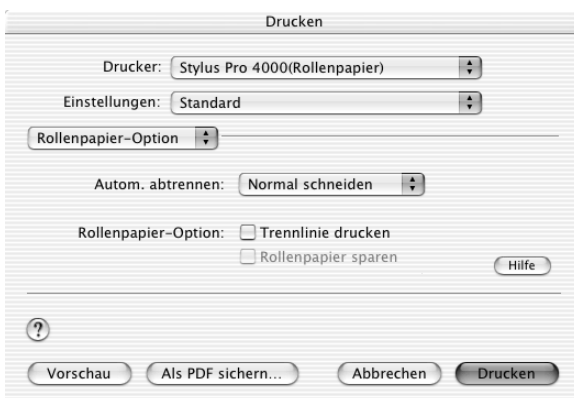 Drucken
Drucker: Stylus Pro 4000(Rollenpapier)
Einstellungen: Standard
Rollenpapier-Option
Autom. abtrennen: Normal schneiden
Rollenpapier-Option: Trennlinie drucken
Rollenpapier sparen
Hilfe
?
Vorschau Als PDF sichern... Abbrechen Drucken